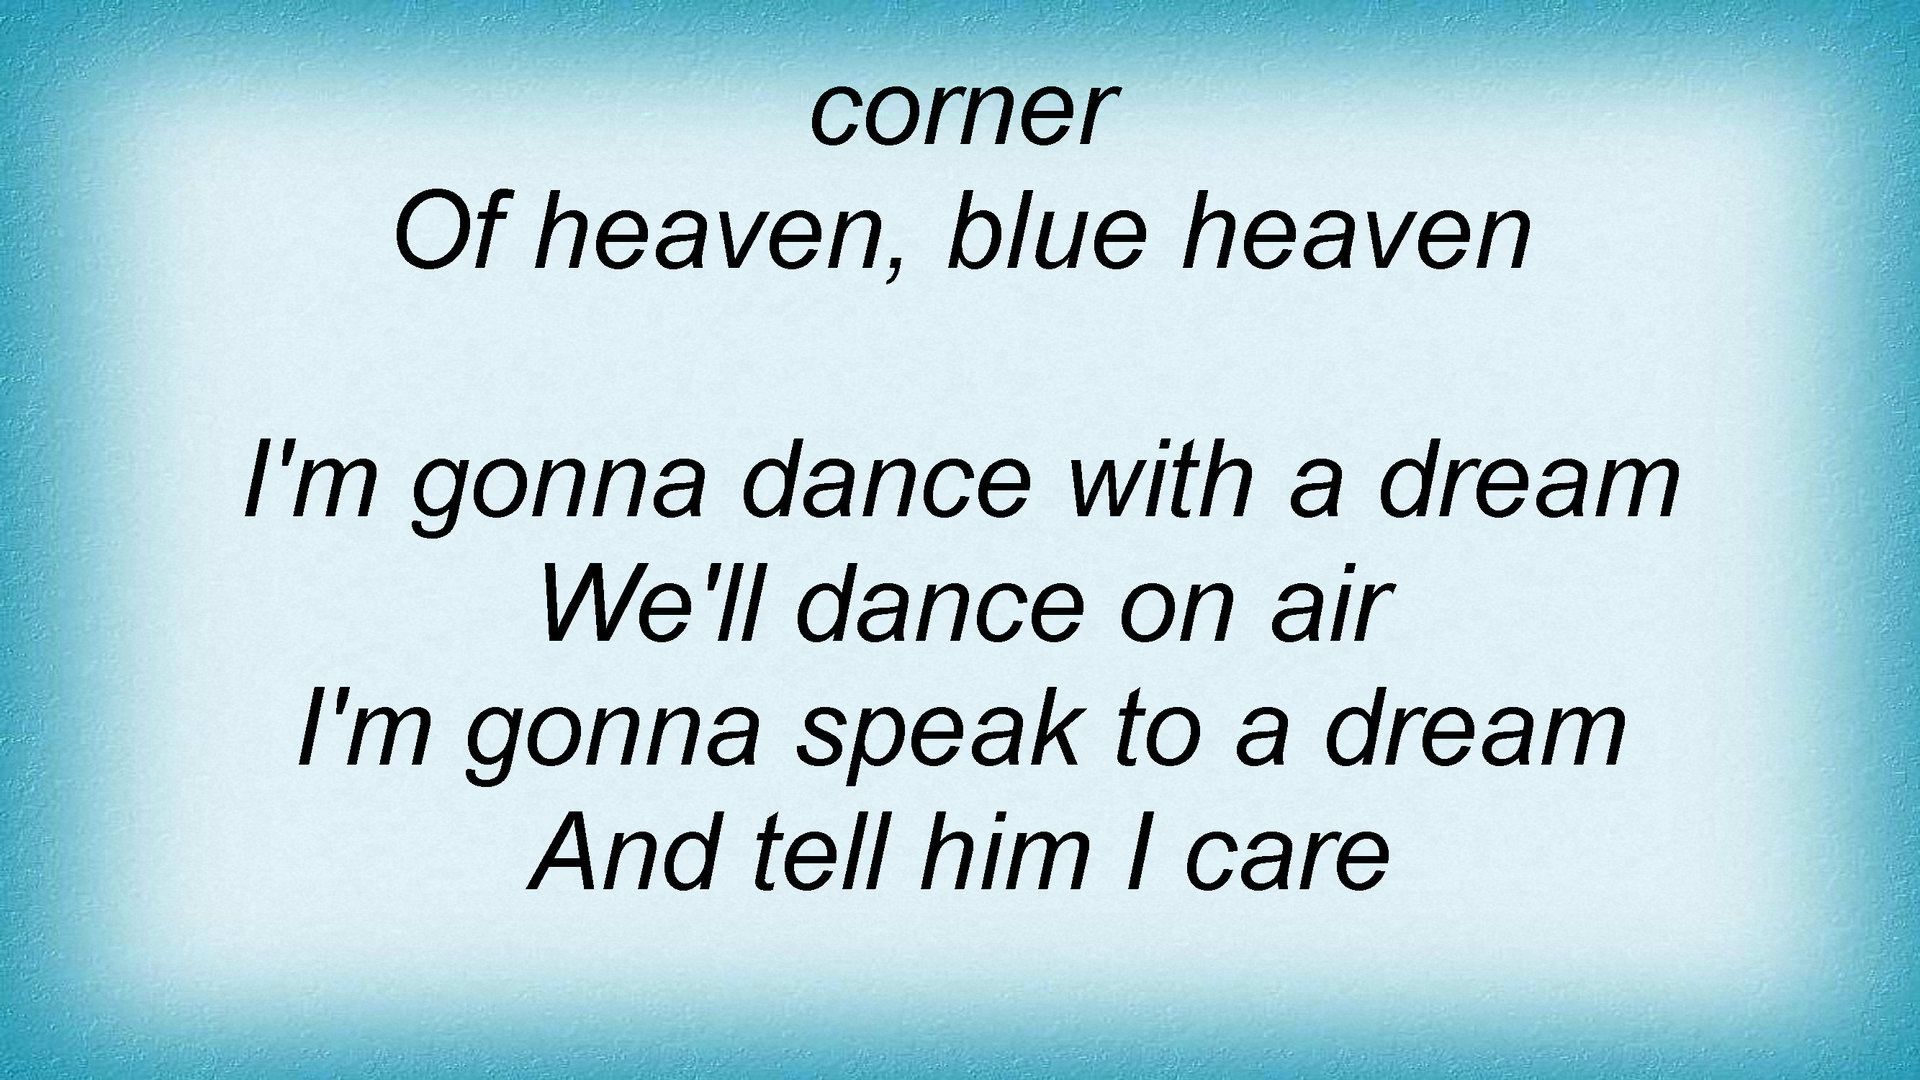 corner
Of heaven, blue heaven
I'm gonna dance with a dream
We'll dance on air
I'm gonna speak to a dream
And tell him I care